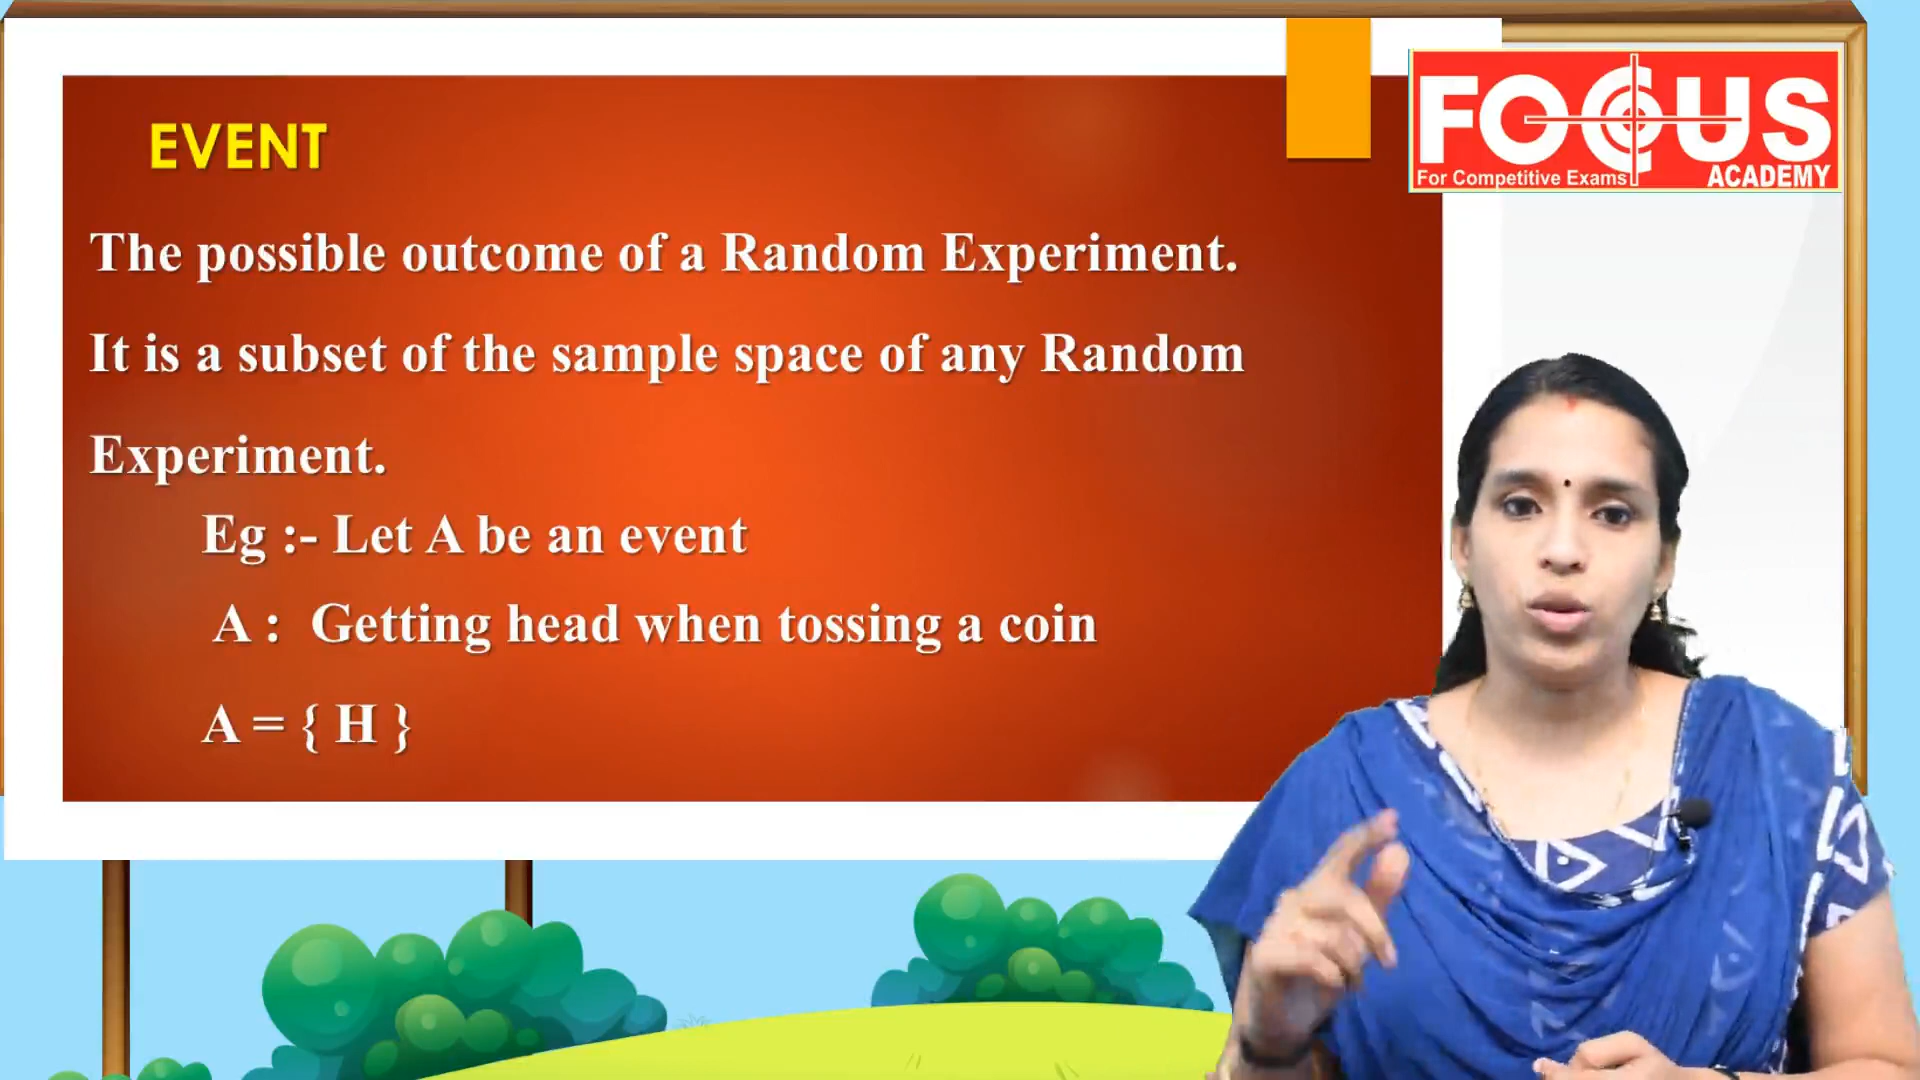 EVENT
FOCUS
For Competitive Exams
ACADEMY
The possible outcome of a Random Experiment.
It is a subset of the sample space of any Random
Experiment.
Eg :- Let A be an event
A : Getting head when tossing a coin
A = { H }